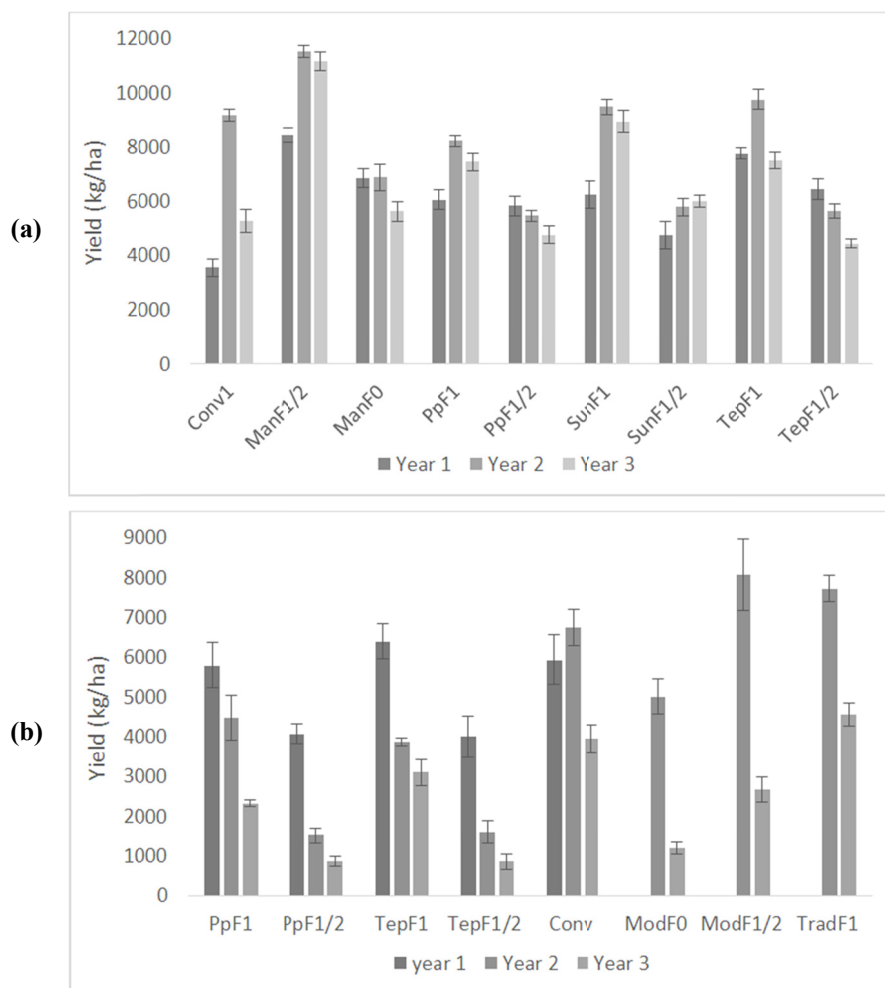 (a)
Yield (kg/ha)
12000
10000
8000
6000
4000
2000
0
Conv1 ManF1/2 ManF0 PpF1 PpF1/2 SunF1 SunF1/2 TepF1 TepF1/2
Year 1 Year 2 Year 3
(b)
Yield (kg/ha)
9000
8000
7000
6000
5000
4000
3000
2000
1000
0
PpF1 PpF1/2 TepF1 TepF1/2 Conv ModF0 ModF1/2 TradF1
year 1 Year 2 Year 3